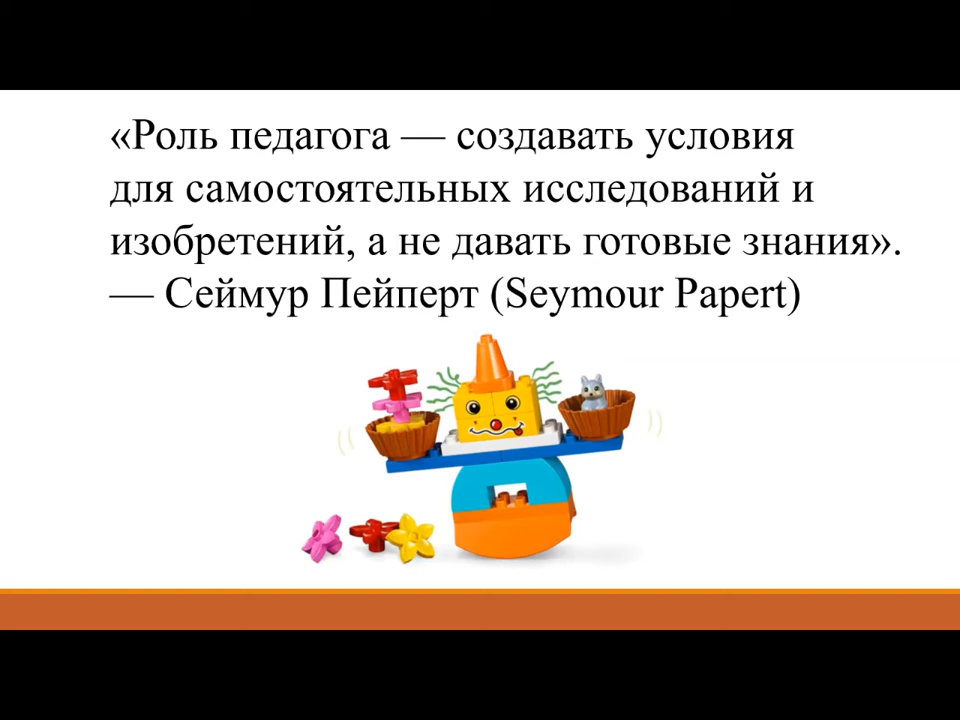 «Роль педагога — создавать условия
для самостоятельных исследований и
изобретений, а не давать готовые знания».
— Сеймур Пейперт (Seymour Papert)